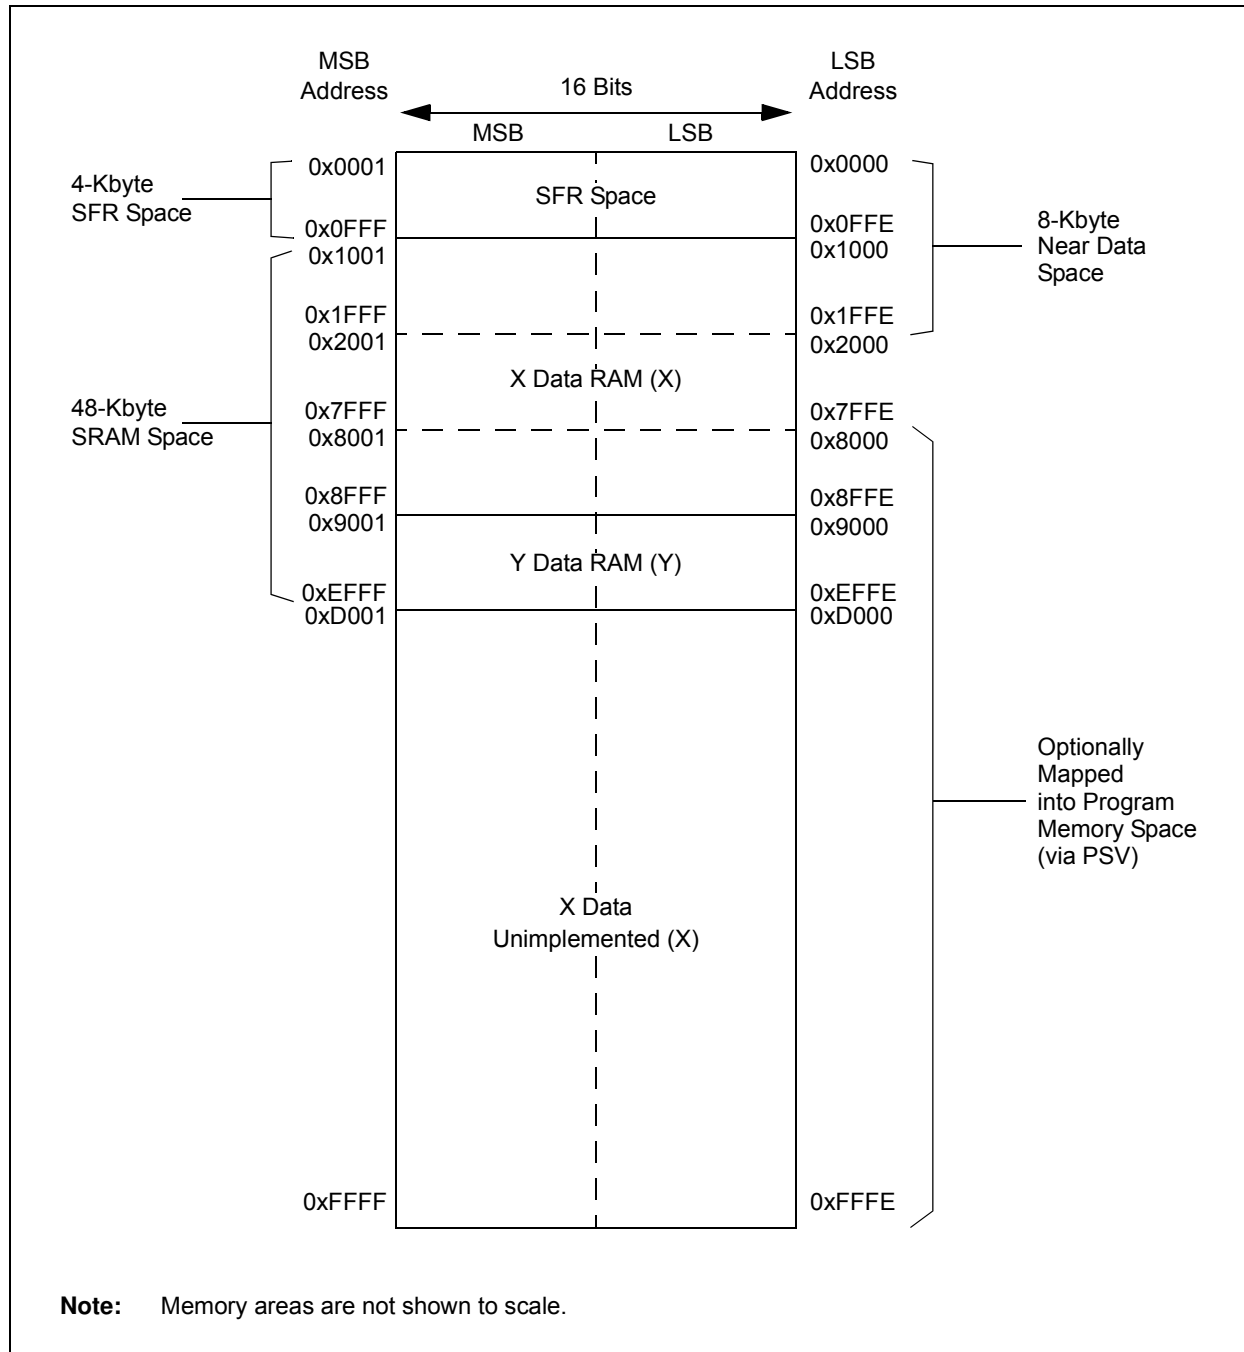 MSB
Address
LSB
Address
16 Bits
MSB
LSB
4-Kbyte
SFR Space
0x0001
0x0FFF
0x1001
SFR Space
0x0000
0x0FFE
0x1000
8-Kbyte
Near Data
Space
0x1FFF
0x2001
0x1FFE
0x2000
X Data RAM (X)
48-Kbyte
SRAM Space
0x7FFF
0x8001
0x7FFE
0x8000
0x8FFF
0x9001
0x8FFE
0x9000
Y Data RAM (Y)
0xEFFF
0xD001
0xEFFE
0xD000
Optionally
Mapped
into Program
Memory Space
(via PSV)
X Data
Unimplemented (X)
0xFFFF
0xFFFE
Note: Memory areas are not shown to scale.